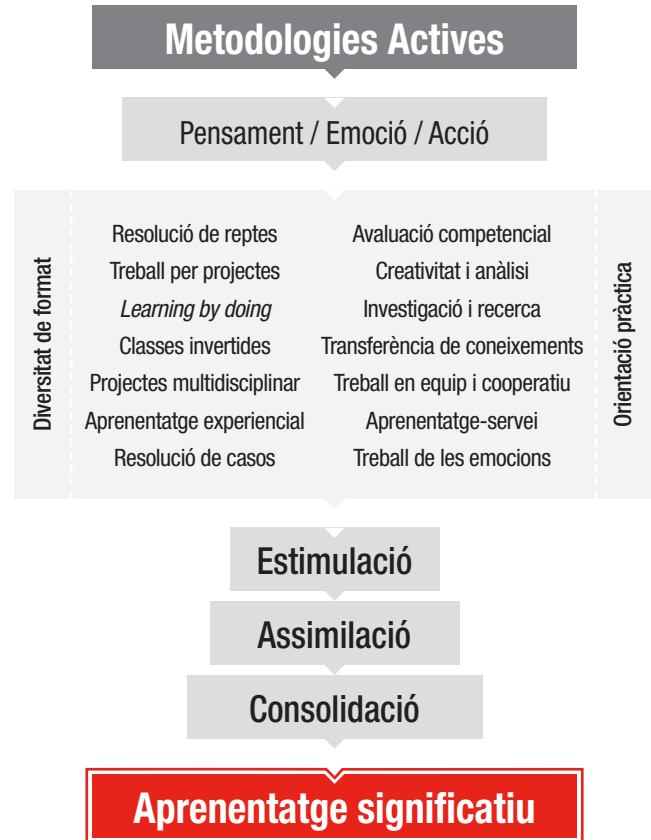 Metodologies Actives
Pensament / Emoció / Acció
Diversitat de format
Resolució de reptes
Treball per projectes
Learning by doing
Classes invertides
Projectes multidisciplinar
Aprenentatge experiencial
Resolució de casos
Avaluació competencial
Creativitat i anàlisi
Investigació i recerca
Transferència de coneixements
Treball en equip i cooperatiu
Aprenentatge-servei
Treball de les emocions
Orientació pràctica
Estimulació
Assimilació
Consolidació
Aprenentatge significatiu